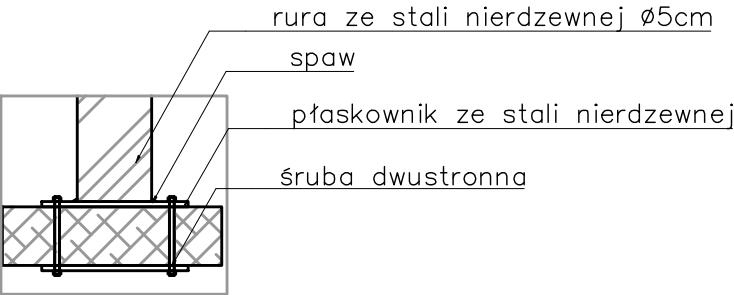 rura ze stali nierdzewnej Ø5cm
spaw
płaskownik ze stali nierdzewnej
śruba dwustronna